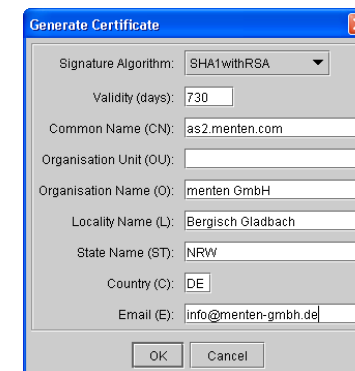 Generate Certificate
Signature Algorithm: SHA1withRSA
Validity (days): 730
Common Name (CN): as2.menten.com
Organisation Unit (OU):
Organisation Name (O): menten GmbH
Locality Name (L): Bergisch Gladbach
State Name (ST): NRW
Country (C): DE
Email (E): info@menten-gmbh.de
OK Cancel